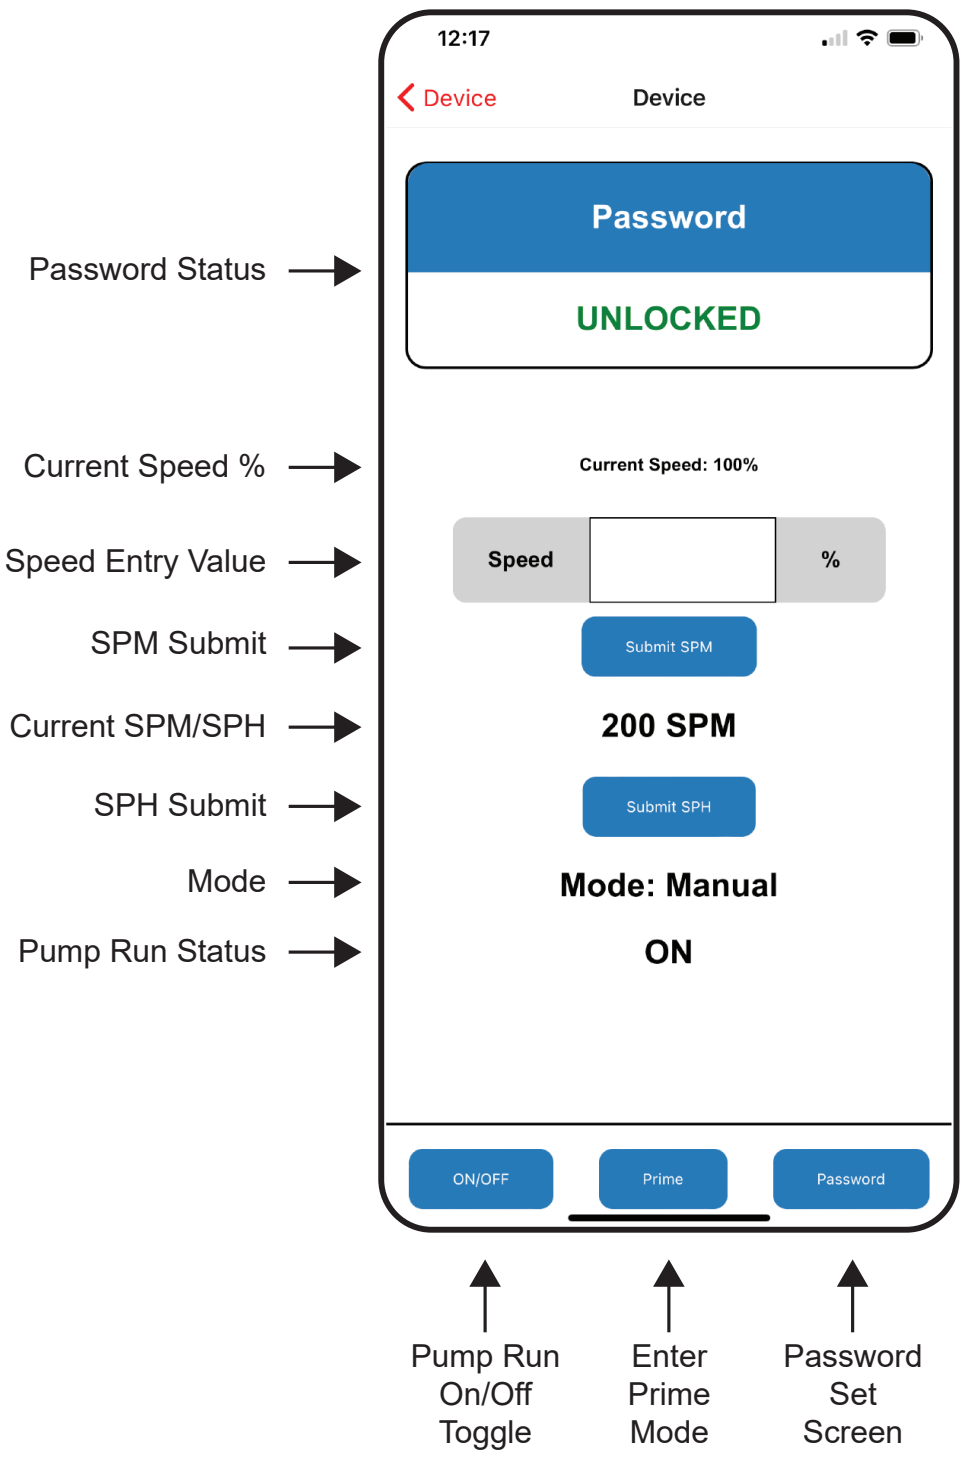 12:17
Device
Device
Password
Password Status
UNLOCKED
Current Speed %
Current Speed: 100%
Speed Entry Value
Speed
%
SPM Submit
Submit SPM
Current SPM/SPH
200 SPM
SPH Submit
Submit SPH
Mode
Mode: Manual
Pump Run Status
ON
ON/OFF
Prime
Password
Pump Run
On/Off
Toggle
Enter
Prime
Mode
Password
Set
Screen